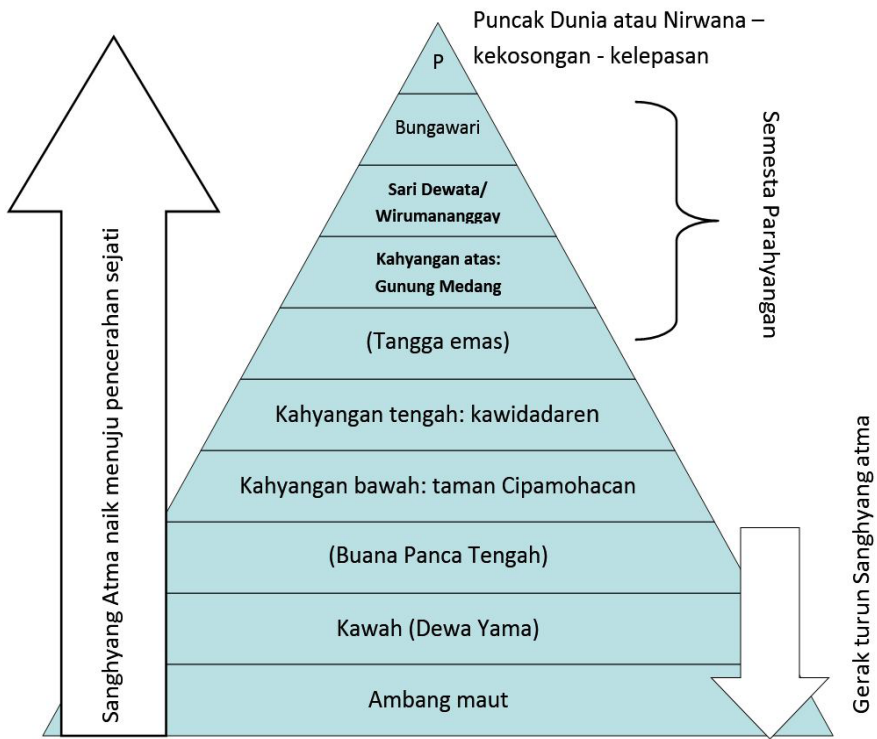 Puncak Dunia atau Nirwana –
kekosongan - kelepasan
P
Bungawari
Sari Dewata/
Wirumananggay
Kahyangan atas:
Gunung Medang
(Tangga emas)
Kahyangan tengah: kawidadaren
Kahyangan bawah: taman Cipamohacan
(Buana Panca Tengah)
Kawah (Dewa Yama)
Ambang maut
Sanghyang Atma naik menuju pencerahan sejati
Semesta Parahyangan
Gerak turun Sanghyang atma